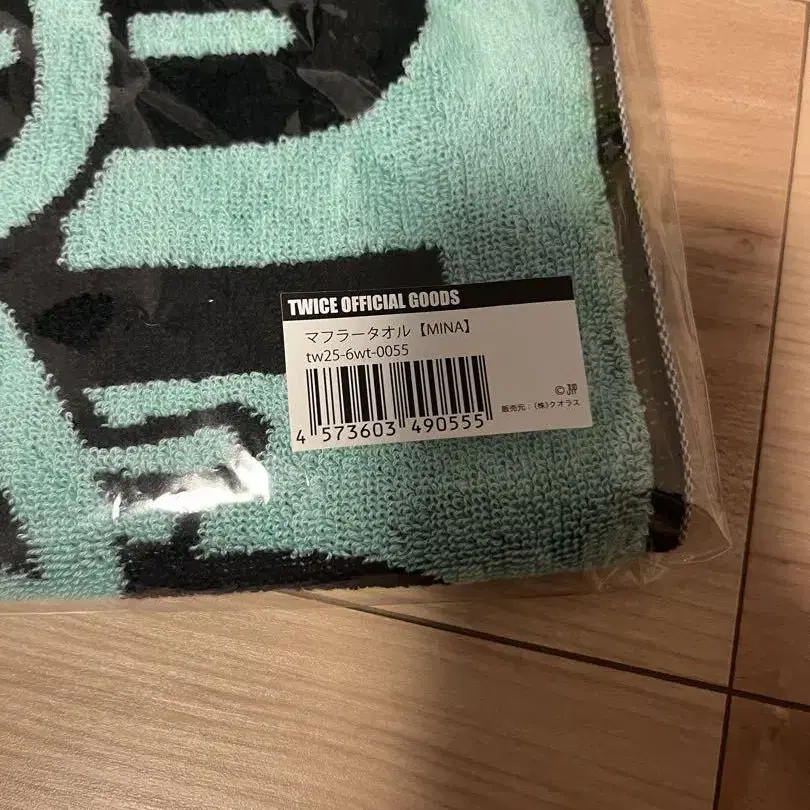 TWICE OFFICIAL GOODS
マフラータオル【MINA】
tw25-6wt-0055
4 573603 490555
© JYP
販売元：(株)クオラス